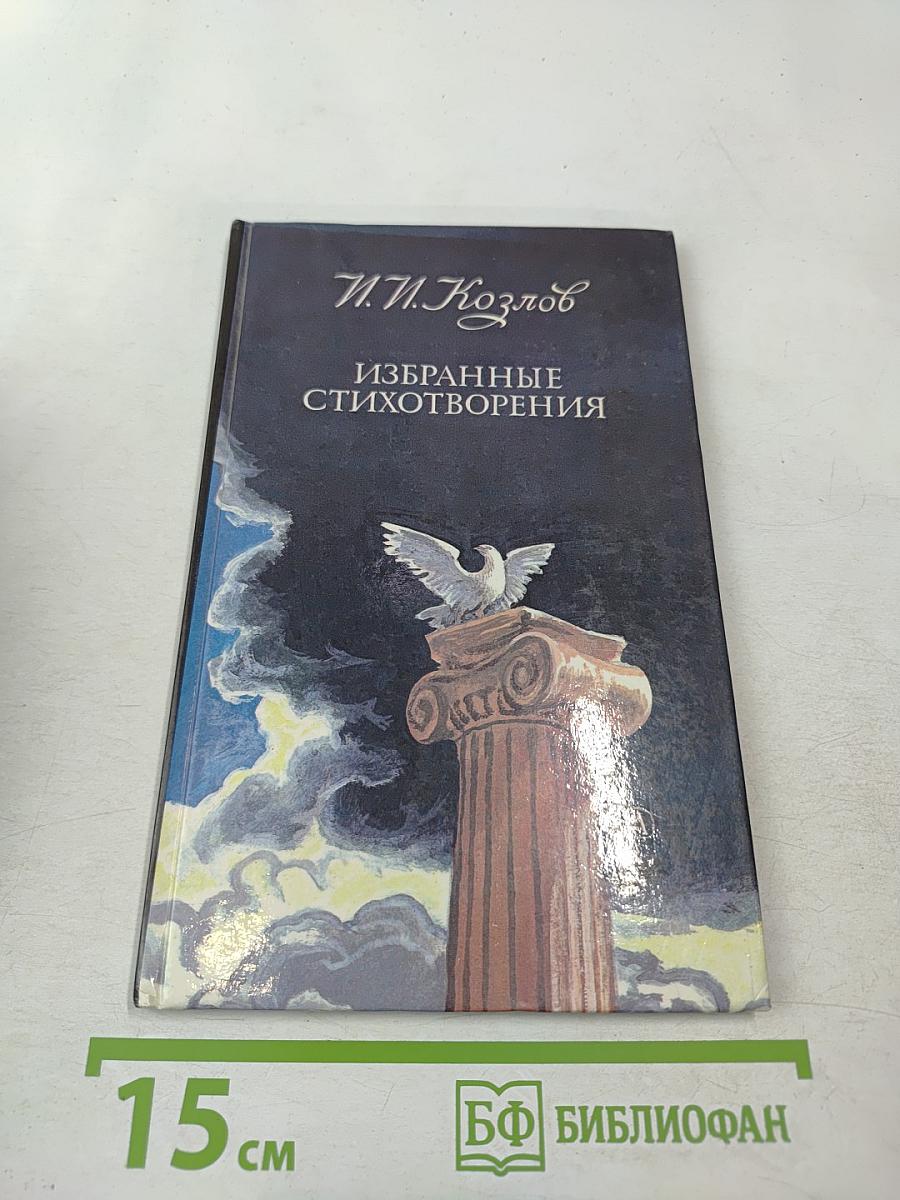 И. И. Козлов
ИЗБРАННЫЕ
СТИХОТВОРЕНИЯ
15 см
БФ БИБЛИОФАН